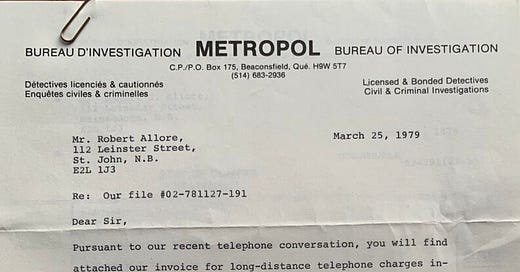 BUREAU D'INVESTIGATION METROPOL BUREAU OF INVESTIGATION
C.P./P.O. Box 175, Beaconsfield, Qué. H9W 5T7
(514) 683-2936
Détectives licenciés & cautionnés
Enquêtes civiles & criminelles
Licensed & Bonded Detectives
Civil & Criminal Investigations
Mr. Robert Allore,
112 Leinster Street,
St. John, N.B.
E2L 1J3
March 25, 1979
Re: Our file #02-781127-191
Dear Sir,
Pursuant to our recent telephone conversation, you will find
attached our invoice for long-distance telephone charges in-